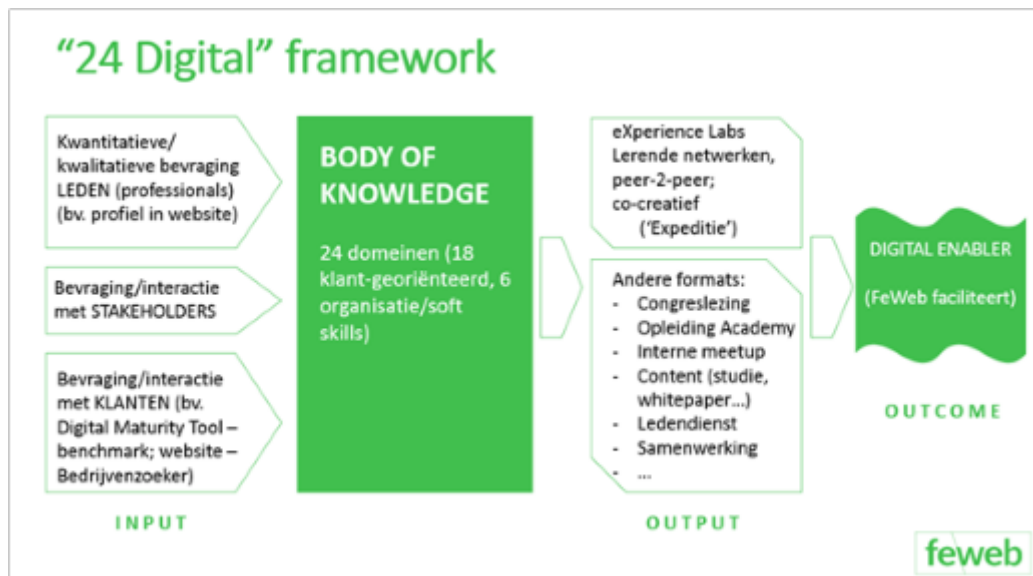 “24 Digital” framework
Kwantitatieve/
kwalitatieve bevraging
LEDEN (professionals)
(bv. profiel in website)
Bevraging/interactie
met STAKEHOLDERS
Bevraging/interactie
met KLANTEN (bv.
Digital Maturity Tool –
benchmark; website –
Bedrijvenzoeker)
INPUT
BODY OF
KNOWLEDGE
24 domeinen (18
klant-georiënteerd, 6
organisatie/soft
skills)
eXperience Labs
Lerende netwerken,
peer-2-peer;
co-creatief
(‘Expeditie’)
Andere formats:
- Congreslezing
- Opleiding Academy
- Interne meetup
- Content (studie,
whitepaper...)
- Ledendienst
- Samenwerking
- ...
OUTPUT
DIGITAL ENABLER
(FeWeb faciliteert)
OUTCOME
feweb